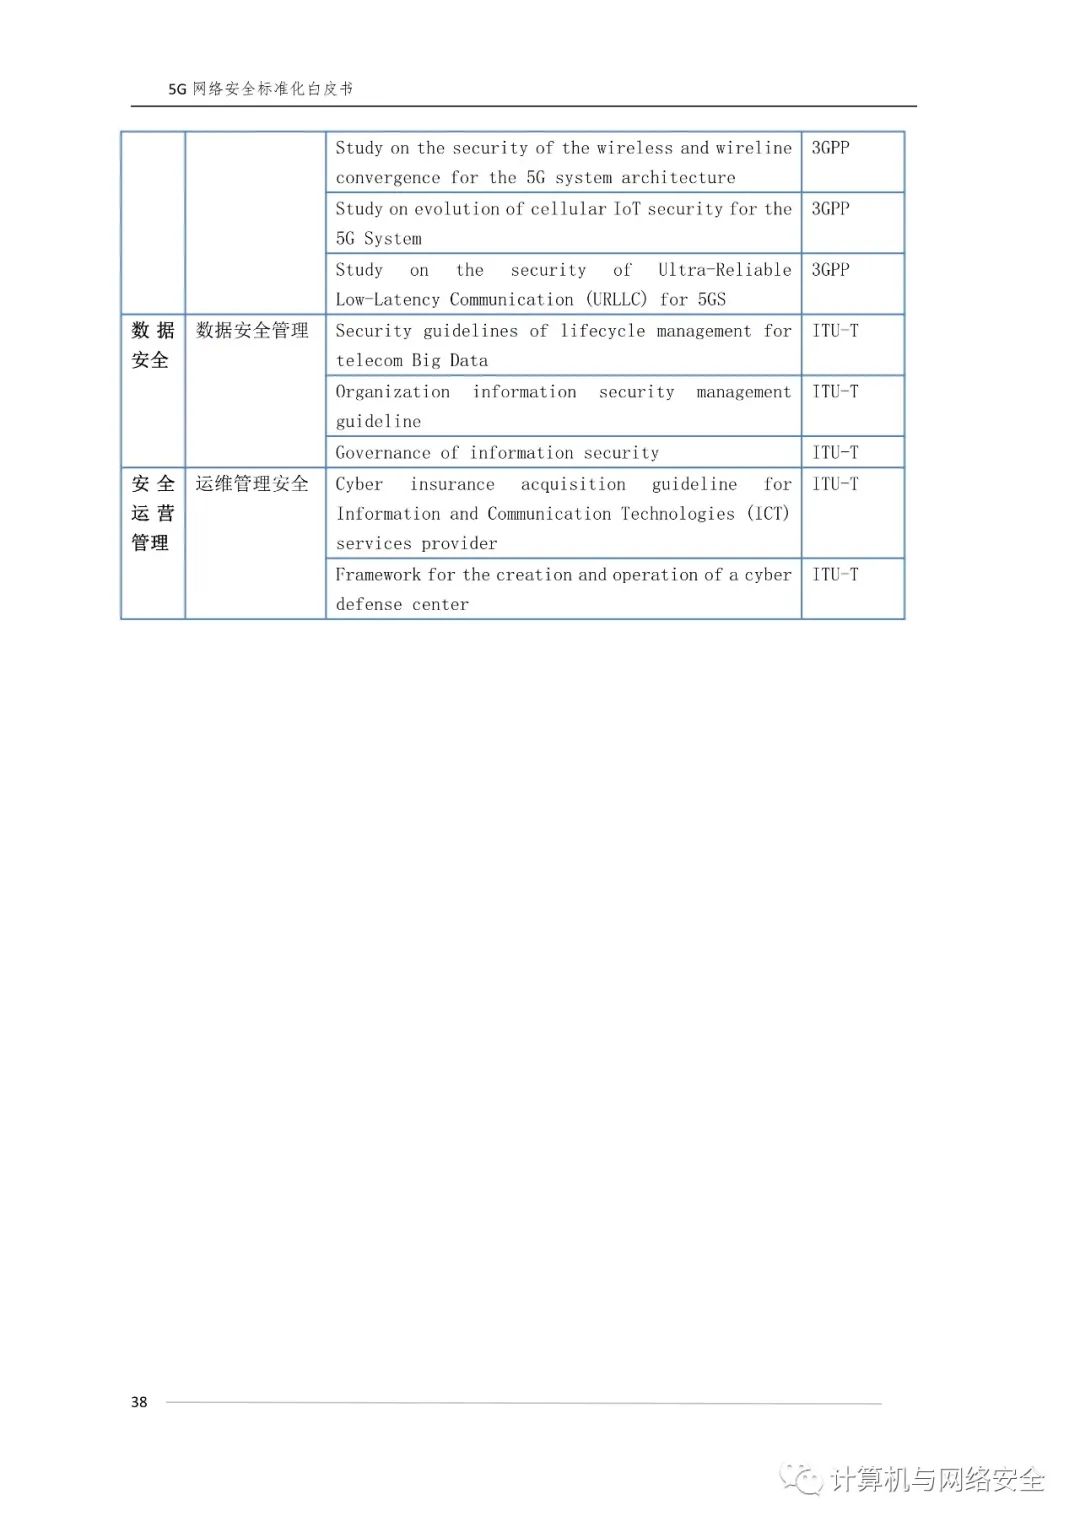 5G 网络安全标准化白皮书
Study on the security of the wireless and wireline 3GPP
convergence for the 5G system architecture
Study on evolution of cellular IoT security for the 3GPP
5G System
Study on the security of Ultra-Reliable 3GPP
Low-Latency Communication (URLLC) for 5GS
数据 数据安全管理 Security guidelines of lifecycle management for ITU-T
安全 telecom Big Data
Organization information security management ITU-T
guideline
Governance of information security ITU-T
安全 运维管理安全 Cyber insurance acquisition guideline for ITU-T
运营 Information and Communication Technologies (ICT)
管理 services provider
Framework for the creation and operation of a cyber ITU-T
defense center
38
计算机与网络安全